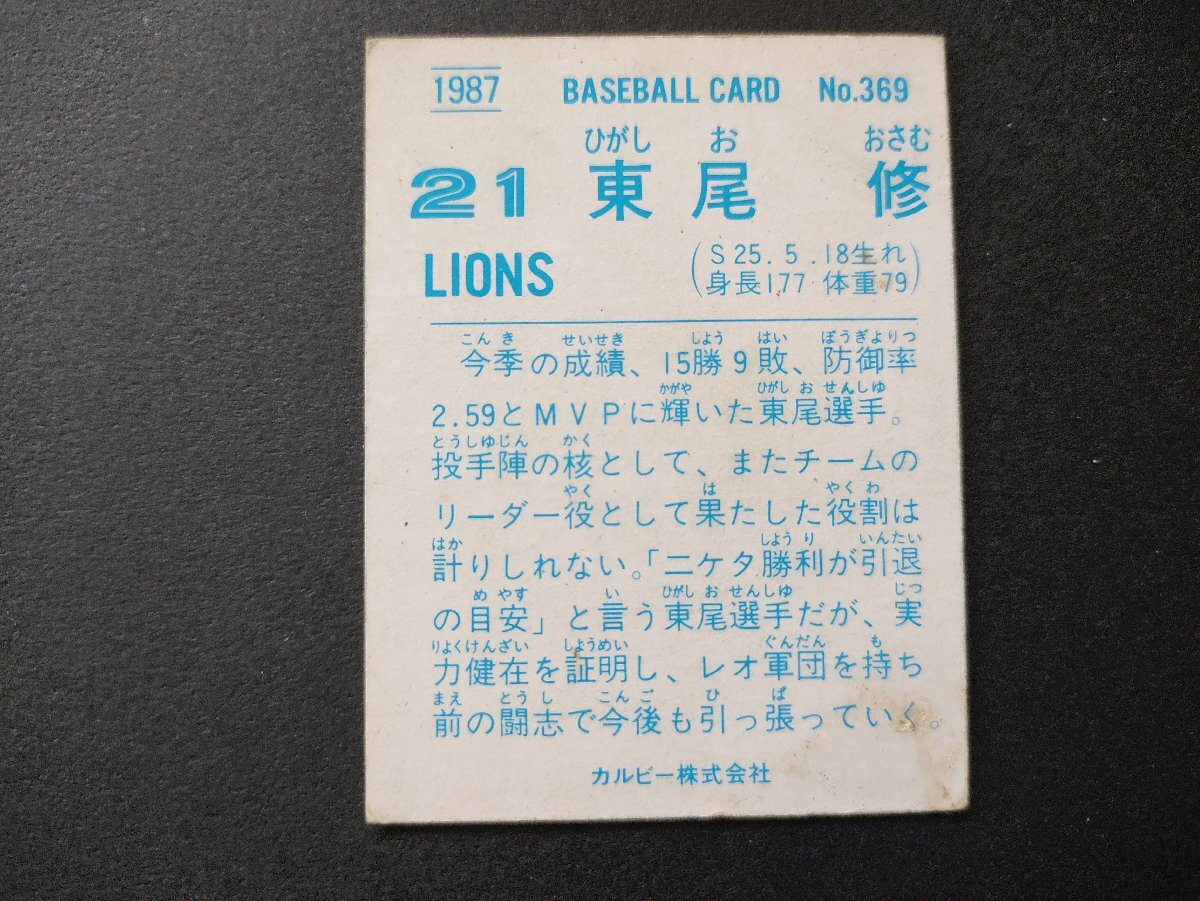 1987 BASEBALL CARD No.369
ひがし お おさむ
21 東尾 修
LIONS
(S25.5.18生れ
身長177 体重79)
こんき せいせき しよう はい ぼうぎよりつ
今季の成績、15勝9敗、防御率
かがや ひがし お せんしゆ
2.59とMVPに輝いた東尾選手。
とうしゆじん かく
投手陣の核として、またチームの
やく は やくわ
リーダー役として果たした役割は
はか しようり いんたい
計りしれない。「二ケタ勝利が引退
めやす い ひがし お せんしゆ じつ
の目安」と言う東尾選手だが、実
りよくけんざい しようめい ぐんだん も
力健在を証明し、レオ軍団を持ち
まえ とうし こんご ひ ぱ
前の闘志で今後も引っ張っていく。
カルビー株式会社